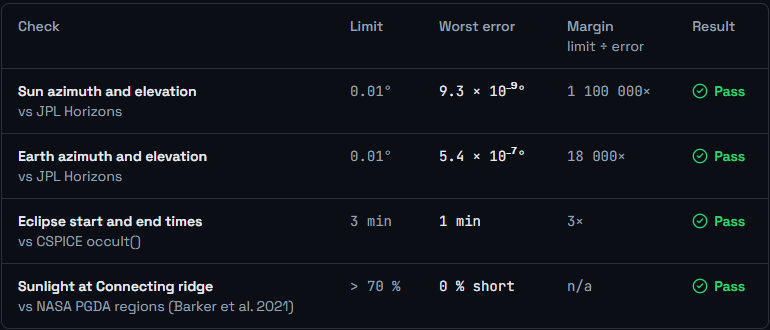 Check Limit Worst error Margin Result
limit ÷ error
Sun azimuth and elevation 0.01° 9.3 × 10⁻⁹° 1 100 000× Pass
vs JPL Horizons
Earth azimuth and elevation 0.01° 5.4 × 10⁻⁷° 18 000× Pass
vs JPL Horizons
Eclipse start and end times 3 min 1 min 3× Pass
vs CSPICE occult()
Sunlight at Connecting ridge > 70 % 0 % short n/a Pass
vs NASA PGDA regions (Barker et al. 2021)